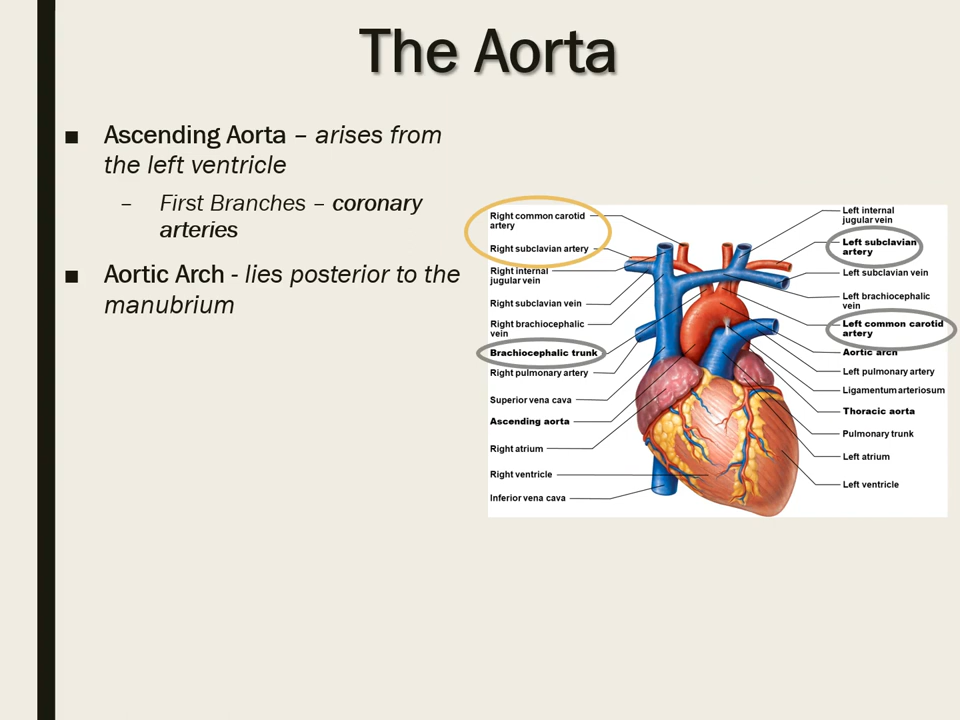 The Aorta
■ Ascending Aorta – arises from
the left ventricle
– First Branches – coronary
arteries
■ Aortic Arch - lies posterior to the
manubrium
Right common carotid
artery
Right subclavian artery
Right internal
jugular vein
Right subclavian vein
Right brachiocephalic
vein
Brachiocephalic trunk
Right pulmonary artery
Superior vena cava
Ascending aorta
Right atrium
Right ventricle
Inferior vena cava
Left internal
jugular vein
Left subclavian
artery
Left subclavian vein
Left brachiocephalic
vein
Left common carotid
artery
Aortic arch
Left pulmonary artery
Ligamentum arteriosum
Thoracic aorta
Pulmonary trunk
Left atrium
Left ventricle